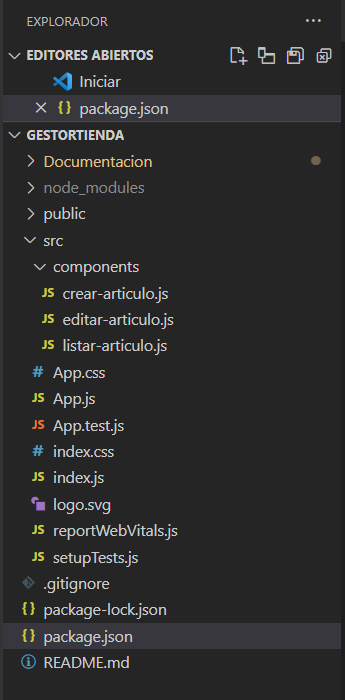 EXPLORADOR
EDITORES ABIERTOS
Iniciar
{} package.json
GESTORTIENDA
Documentacion
node_modules
public
src
components
JS crear-articulo.js
JS editar-articulo.js
JS listar-articulo.js
# App.css
JS App.js
JS App.test.js
# index.css
JS index.js
logo.svg
JS reportWebVitals.js
JS setupTests.js
.gitignore
{} package-lock.json
{} package.json
README.md